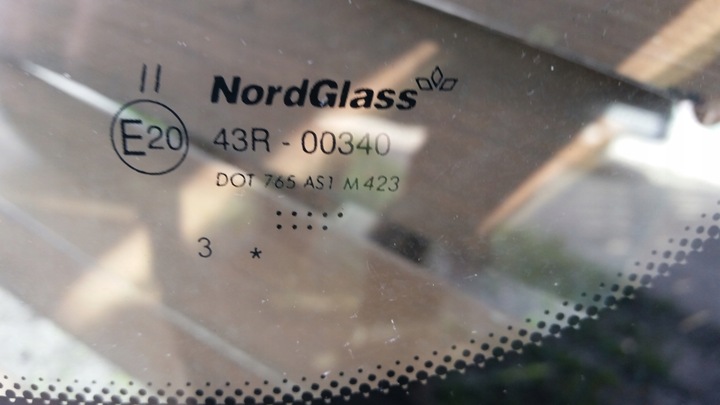 II
NordGlass
E20 43R - 00340
DOT 765 AS1 M423
3 *